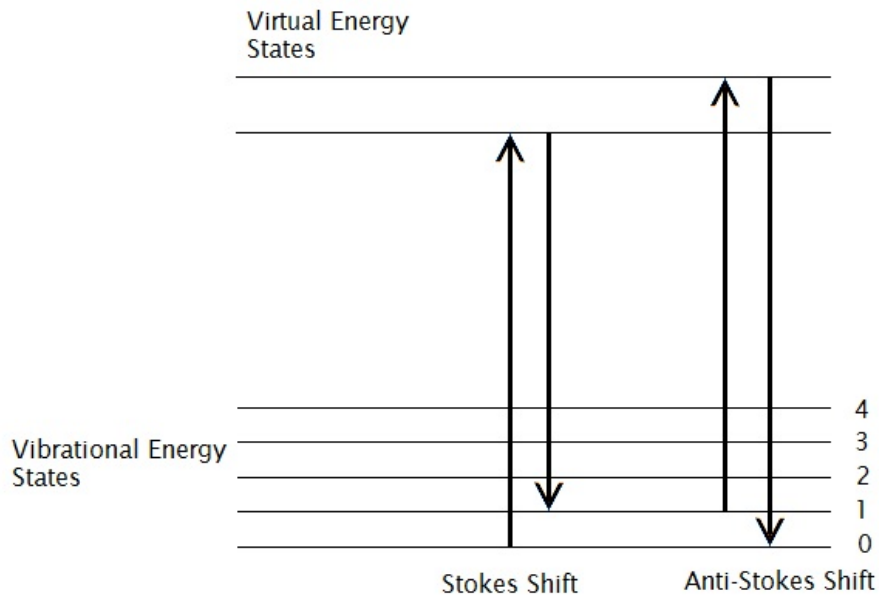 Virtual Energy
States
4
Vibrational Energy
States
3
2
1
0
Stokes Shift
Anti-Stokes Shift